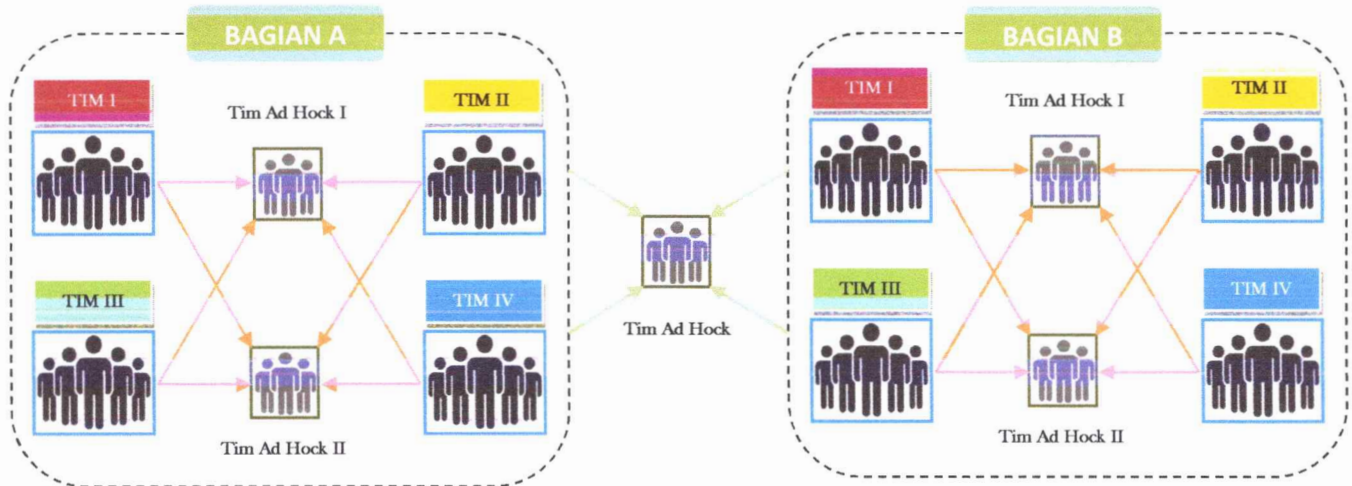 BAGIAN A
TIM I
Tim Ad Hock I
TIM II
TIM III
TIM IV
Tim Ad Hock II
Tim Ad Hock
BAGIAN B
TIM I
Tim Ad Hock I
TIM II
TIM III
TIM IV
Tim Ad Hock II